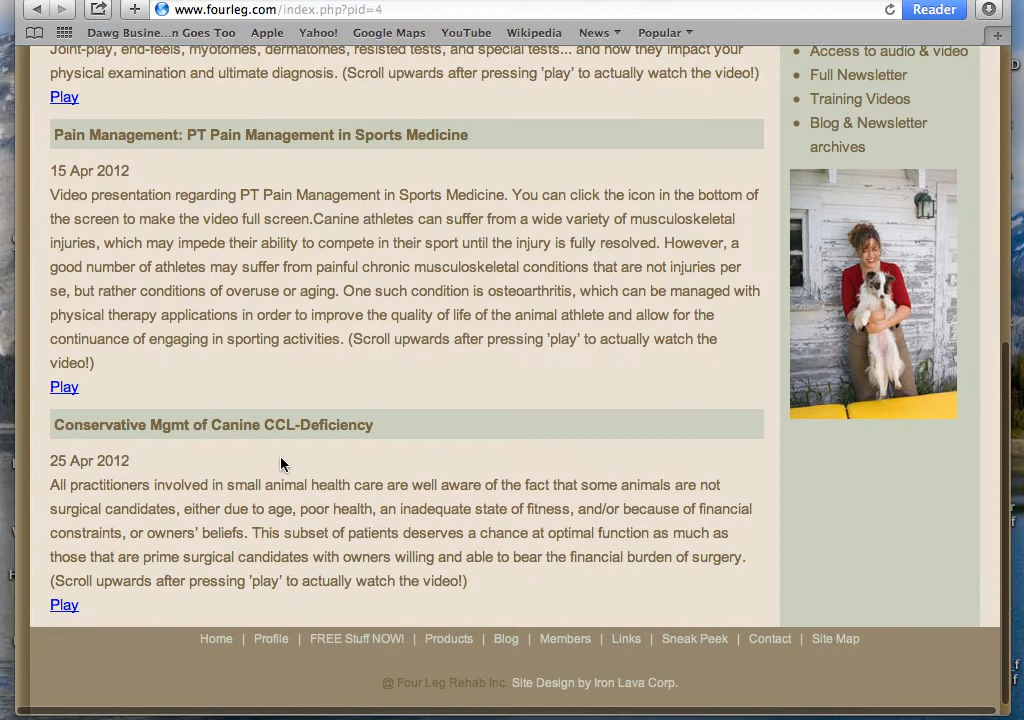 www.fourleg.com/index.php?pid=4
Reader
Dawg Busine...n Goes Too Apple Yahoo! Google Maps YouTube Wikipedia News Popular
Joint-play, end-feels, myotomes, dermatomes, resisted tests, and special tests... and how they impact your
physical examination and ultimate diagnosis. (Scroll upwards after pressing 'play' to actually watch the video!)
Play
Pain Management: PT Pain Management in Sports Medicine
15 Apr 2012
Video presentation regarding PT Pain Management in Sports Medicine. You can click the icon in the bottom of
the screen to make the video full screen.Canine athletes can suffer from a wide variety of musculoskeletal
injuries, which may impede their ability to compete in their sport until the injury is fully resolved. However, a
good number of athletes may suffer from painful chronic musculoskeletal conditions that are not injuries per
se, but rather conditions of overuse or aging. One such condition is osteoarthritis, which can be managed with
physical therapy applications in order to improve the quality of life of the animal athlete and allow for the
continuance of engaging in sporting activities. (Scroll upwards after pressing 'play' to actually watch the
video!)
Play
Conservative Mgmt of Canine CCL-Deficiency
25 Apr 2012
All practitioners involved in small animal health care are well aware of the fact that some animals are not
surgical candidates, either due to age, poor health, an inadequate state of fitness, and/or because of financial
constraints, or owners' beliefs. This subset of patients deserves a chance at optimal function as much as
those that are prime surgical candidates with owners willing and able to bear the financial burden of surgery.
(Scroll upwards after pressing 'play' to actually watch the video!)
Play
Access to audio & video
Full Newsletter
Training Videos
Blog & Newsletter
archives
Home | Profile | FREE Stuff NOW! | Products | Blog | Members | Links | Sneak Peek | Contact | Site Map
@ Four Leg Rehab Inc. Site Design by Iron Lava Corp.